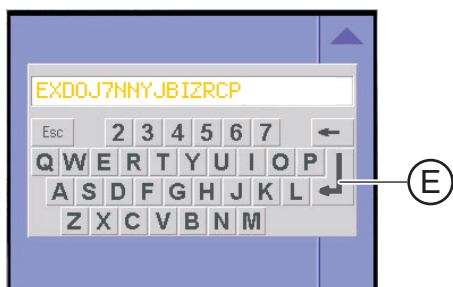 EXDOJ7NNYJBIZRCP
Esc 2 3 4 5 6 7
Q W E R T Y U I O P
E
A S D F G H J K L
Z X C V B N M